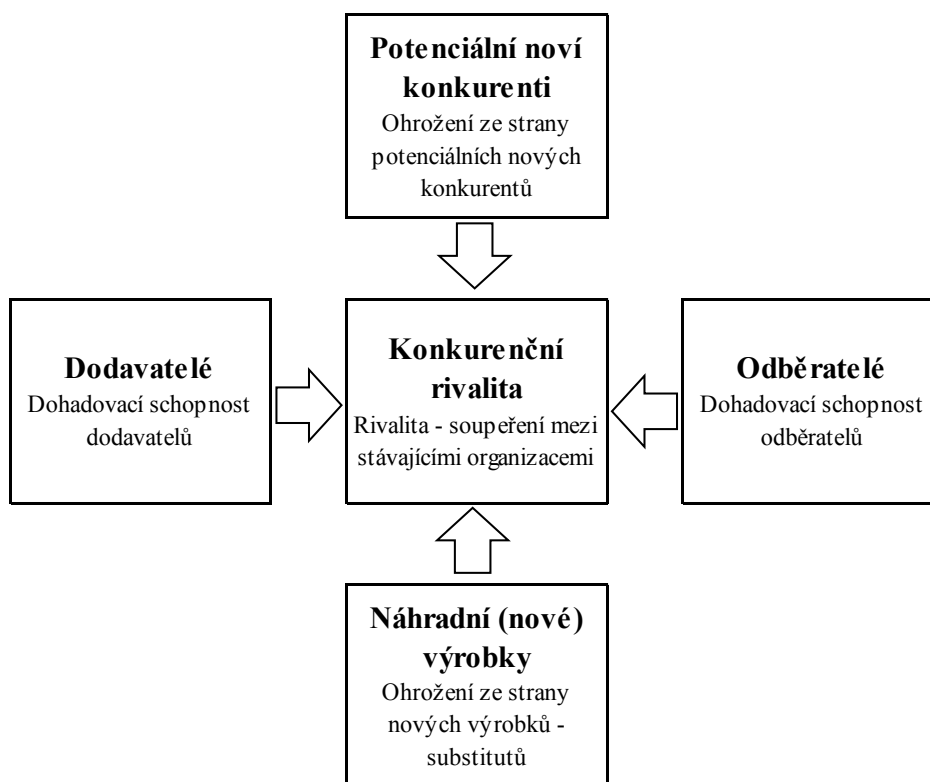 Potenciální noví
konkurenti
Ohrožení ze strany
potenciálních nových
konkurentů
Dodavatelé
Dohadovací schopnost
dodavatelů
Konkurenční
rivalita
Rivalita - soupeření mezi
stávajícími organizacemi
Odběratelé
Dohadovací schopnost
odběratelů
Náhradní (nové)
výrobky
Ohrožení ze strany
nových výrobků -
substitutů